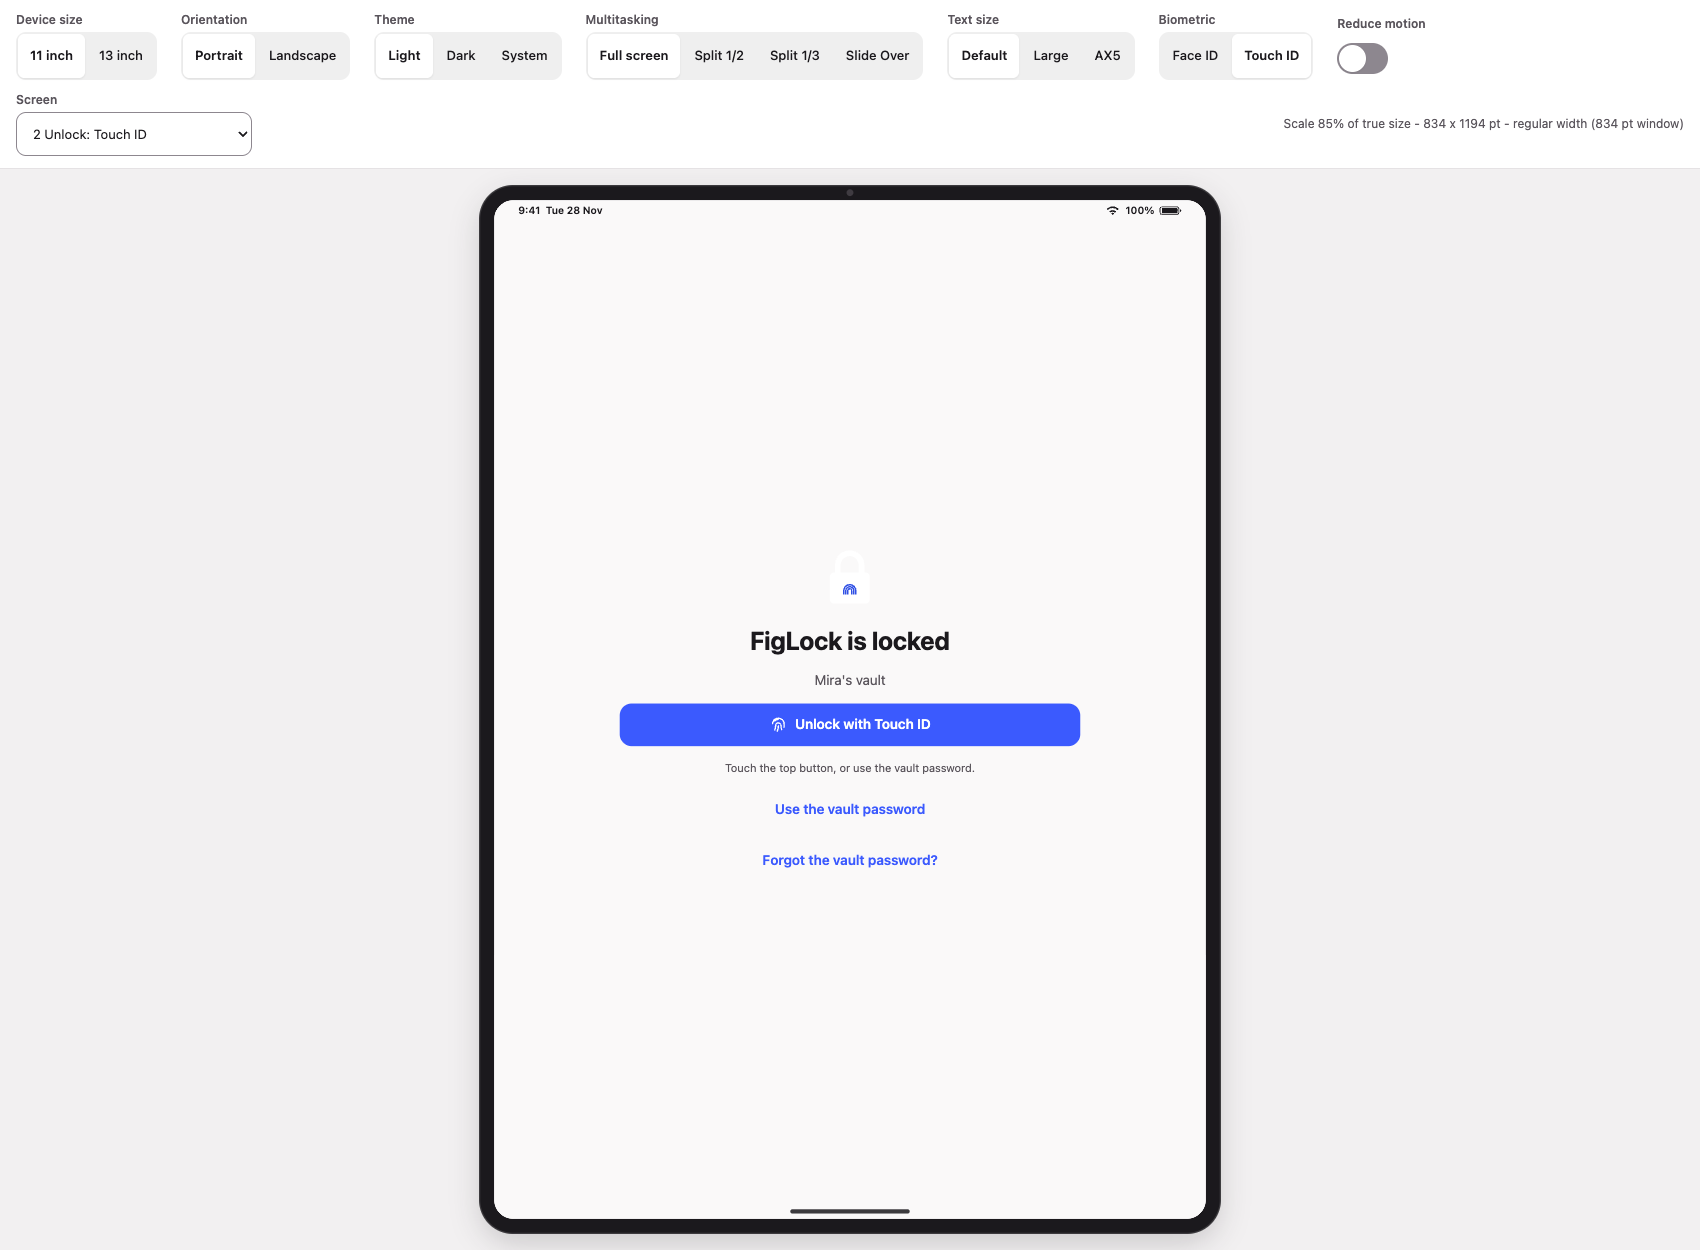 Device size
Orientation
Theme
Multitasking
Text size
Biometric
Reduce motion
11 inch 13 inch
Portrait Landscape
Light Dark System
Full screen Split 1/2 Split 1/3 Slide Over
Default Large AX5
Face ID Touch ID
Screen
2 Unlock: Touch ID
Scale 85% of true size - 834 x 1194 pt - regular width (834 pt window)
9:41 Tue 28 Nov
100%
FigLock is locked
Mira's vault
Unlock with Touch ID
Touch the top button, or use the vault password.
Use the vault password
Forgot the vault password?